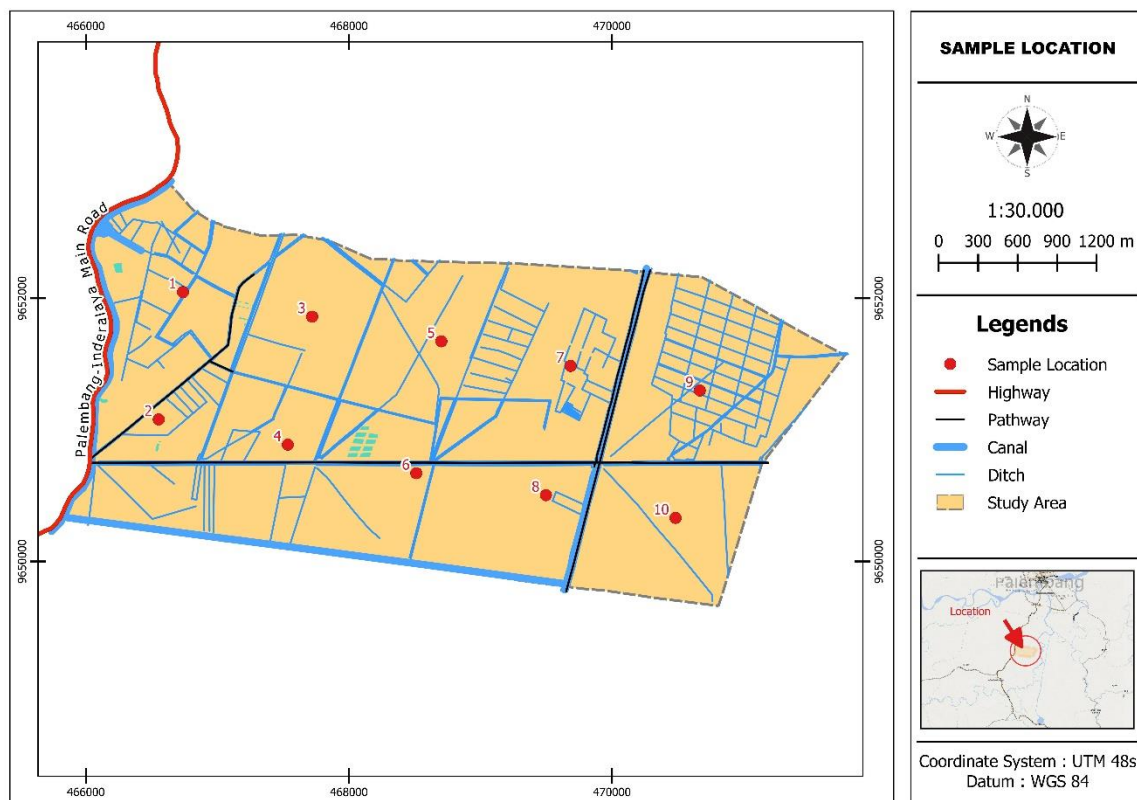 466000 468000 470000
9652000 9652000
9650000 9650000
Palembang-Inderalaya Main Road
1
2
3
4
5
6
7
8
9
10
466000 468000 470000
SAMPLE LOCATION
N
W E
S
1:30.000
0 300 600 900 1200 m
Legends
Sample Location
Highway
Pathway
Canal
Ditch
Study Area
Palembang
Location
Coordinate System : UTM 48s
Datum : WGS 84